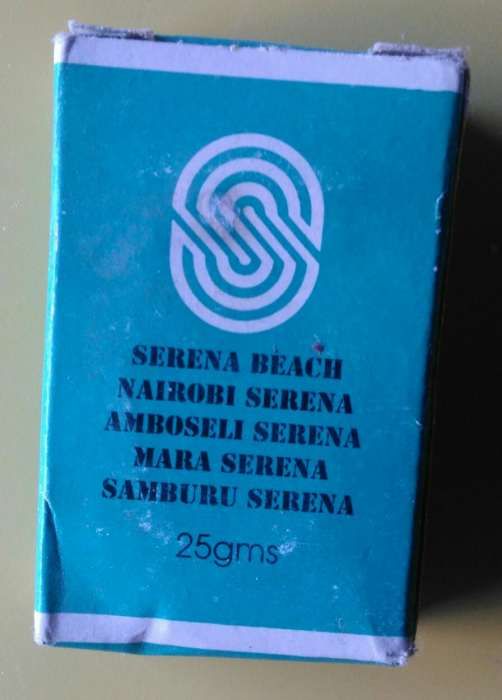 SERENA BEACH
NAIROBI SERENA
AMBOSELI SERENA
MARA SERENA
SAMBURU SERENA
25gms